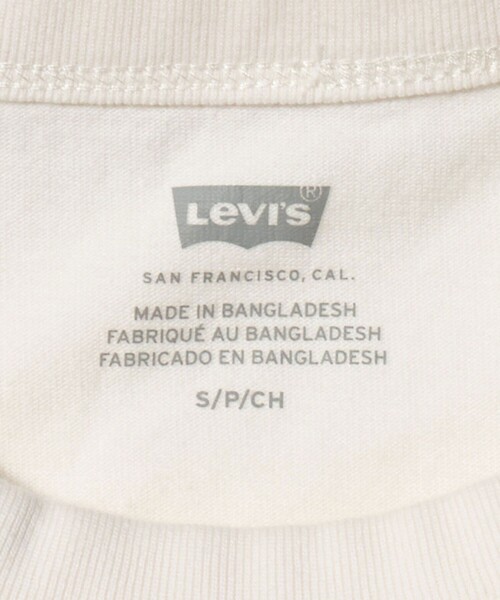 Levi's®
SAN FRANCISCO, CAL.
MADE IN BANGLADESH
FABRIQUÉ AU BANGLADESH
FABRICADO EN BANGLADESH
S/P/CH